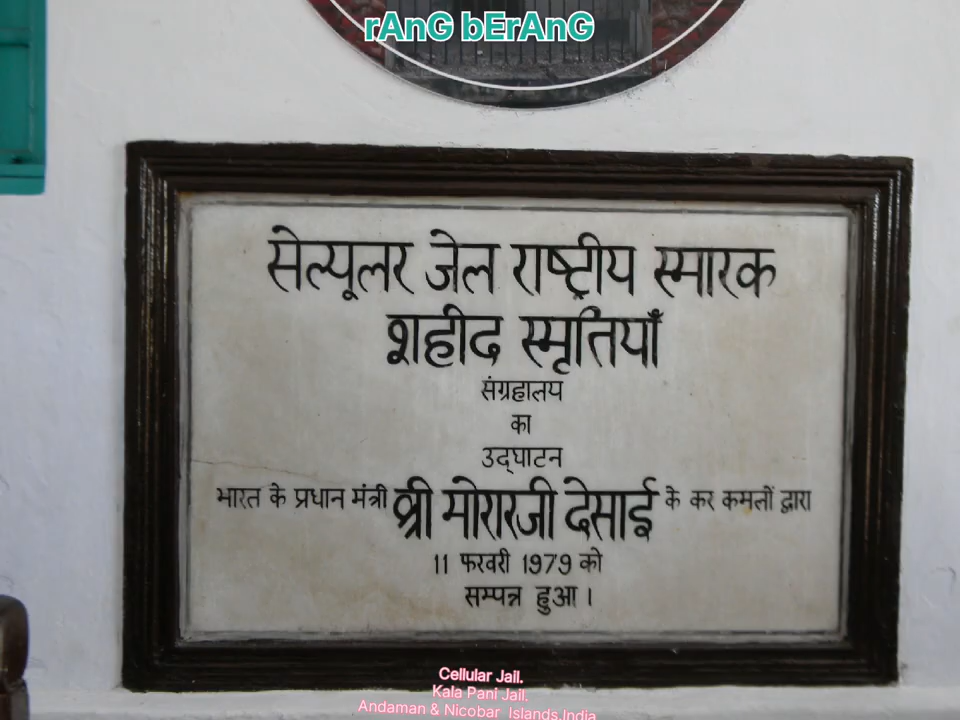 rAnG bErAnG
सेल्यूलर जेल राष्ट्रीय स्मारक
शहीद स्मृतियाँ
संग्रहालय
का
उद्घाटन
भारत के प्रधान मंत्री श्री मोरारजी देसाई के कर कमलों द्वारा
11 फरवरी 1979 को
सम्पन्न हुआ।
Cellular Jail.
Kala Pani Jail.
Andaman & Nicobar Islands,India